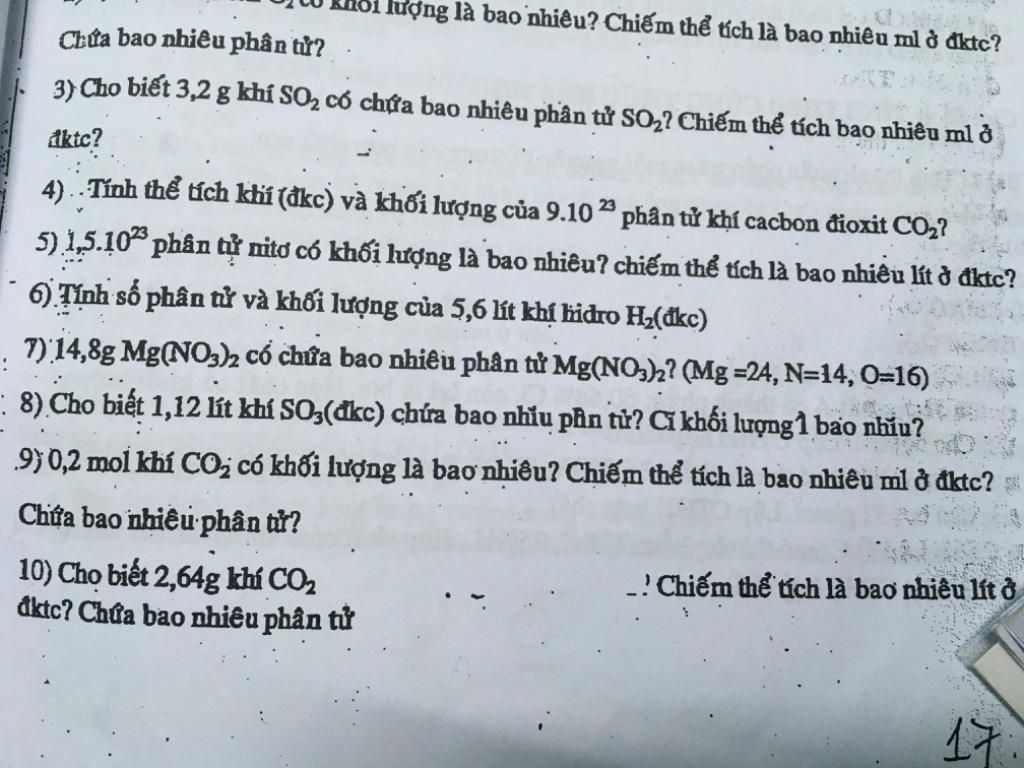 khối lượng là bao nhiêu? Chiếm thể tích là bao nhiêu ml ở đktc?
Chứa bao nhiêu phân tử?
3) Cho biết 3,2 g khí SO₂ có chứa bao nhiêu phân tử SO₂? Chiếm thể tích bao nhiêu ml ở
đktc?
4) Tính thể tích khí (đkc) và khối lượng của 9.10 ²³ phân tử khí cacbon đioxit CO₂?
5) 1,5.10²³ phân tử nitơ có khối lượng là bao nhiêu? chiếm thể tích là bao nhiêu lít ở đktc?
6) Tính số phân tử và khối lượng của 5,6 lít khí hidro H₂(đkc)
7) 14,8g Mg(NO₃)₂ có chứa bao nhiêu phân tử Mg(NO₃)₂? (Mg =24, N=14, O=16)
8) Cho biết 1,12 lít khí SO₃(đkc) chứa bao nhĭu phân tử? Cĩ khối lượng l bao nhĭu?
9) 0,2 mol khí CO₂ có khối lượng là bao nhiêu? Chiếm thể tích là bao nhiêu ml ở đktc?
Chứa bao nhiêu phân tử?
10) Cho biết 2,64g khí CO₂ ? Chiếm thể tích là bao nhiêu lít ở
đktc? Chứa bao nhiêu phân tử
17.